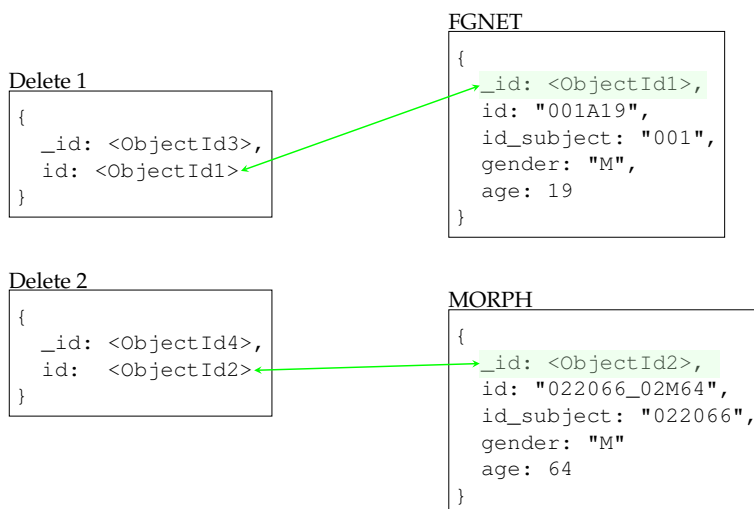 Delete 1
{
_id: <ObjectId3>,
id: <ObjectId1>
}
FGNET
{
_id: <ObjectId1>,
id: "001A19",
id_subject: "001",
gender: "M",
age: 19
}
Delete 2
{
_id: <ObjectId4>,
id: <ObjectId2>
}
MORPH
{
_id: <ObjectId2>,
id: "022066_02M64",
id_subject: "022066",
gender: "M"
age: 64
}